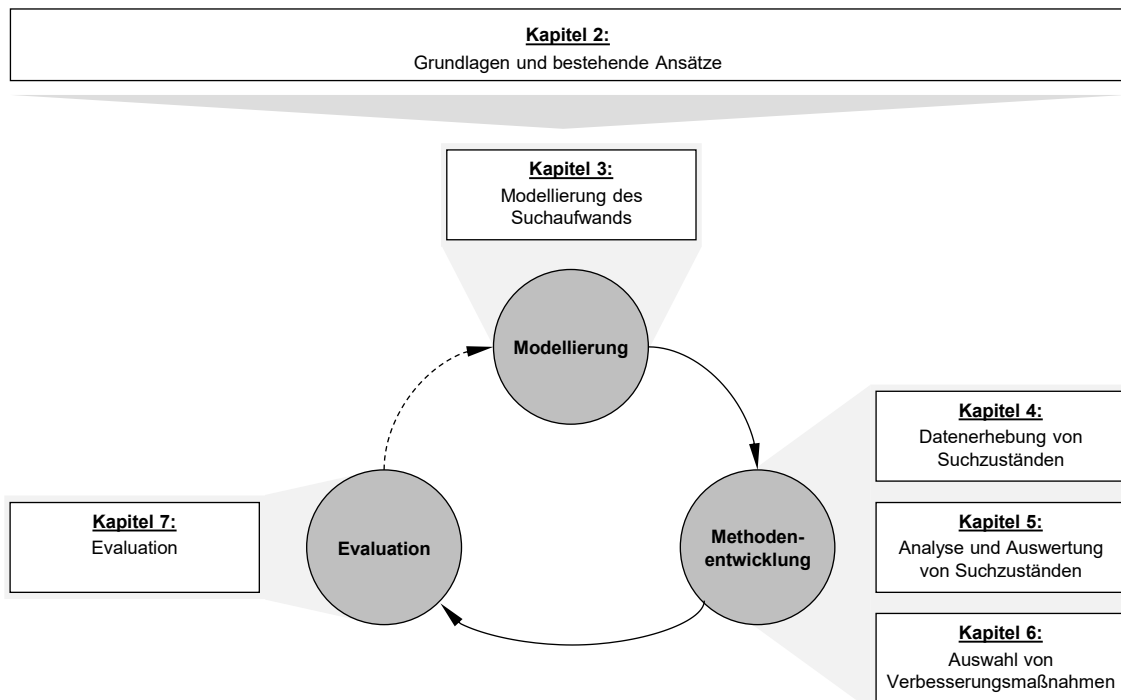 Kapitel 2:
Grundlagen und bestehende Ansätze
Kapitel 3:
Modellierung des
Suchaufwands
Modellierung
Kapitel 4:
Datenerhebung von
Suchzuständen
Kapitel 7:
Evaluation
Evaluation
Methoden-
entwicklung
Kapitel 5:
Analyse und Auswertung
von Suchzuständen
Kapitel 6:
Auswahl von
Verbesserungsmaßnahmen